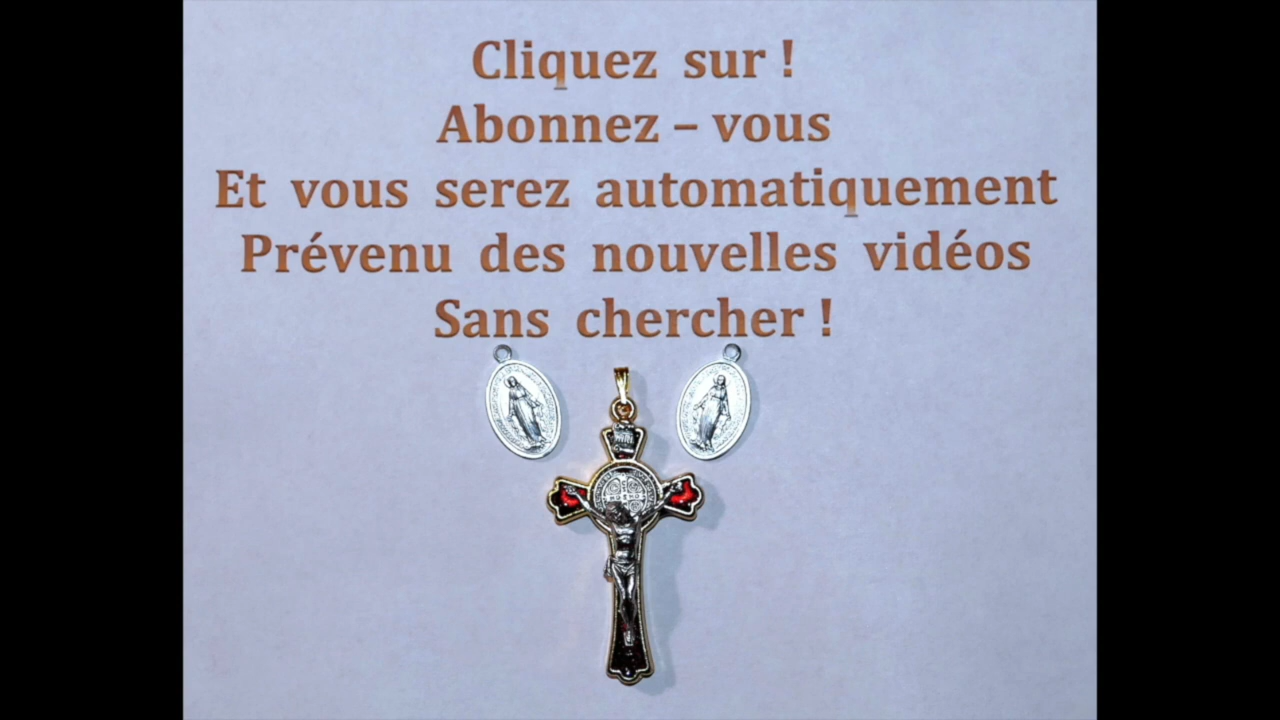 Cliquez sur !
Abonnez – vous
Et vous serez automatiquement
Prévenu des nouvelles vidéos
Sans chercher !